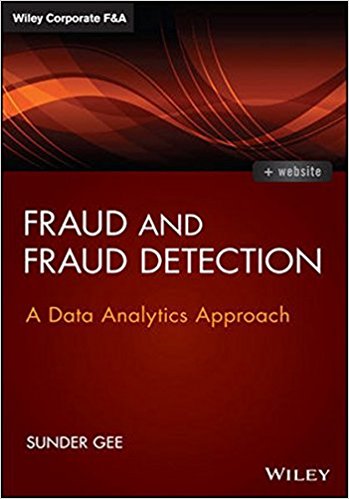 Wiley Corporate F&A
+ website
FRAUD AND
FRAUD DETECTION
A Data Analytics Approach
SUNDER GEE
WILEY